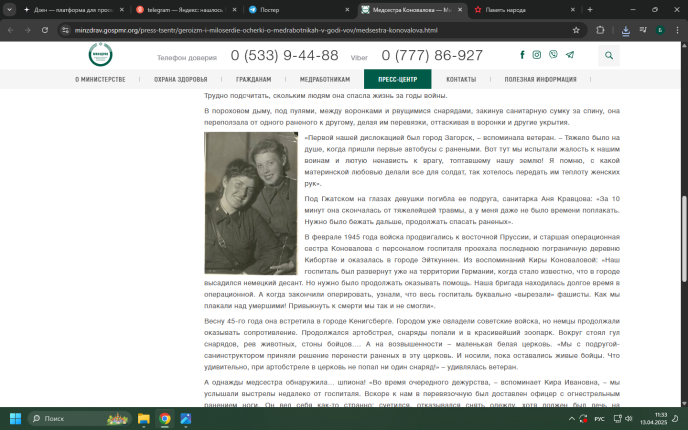 Дзен – платформа для прос
telegram — Яндекс: нашлось
Постер
Медсестра Коновалова — Ми
Память народа
minzdrav.gospmr.org/press-tsentr/geroizm-i-miloserdie-ocherki-o-medrabotnikah-v-godi-vov/medsestra-konovalova.html
Телефон доверия 0 (533) 9-44-88 Viber 0 (777) 86-927
О МИНИСТЕРСТВЕ ОХРАНА ЗДОРОВЬЯ ГРАЖДАНАМ МЕДРАБОТНИКАМ ПРЕСС-ЦЕНТР КОНТАКТЫ ПОЛЕЗНАЯ ИНФОРМАЦИЯ
Трудно подсчитать, скольким людям она спасла жизнь за годы войны.
В пороховом дыму, под пулями, между воронками и рвущимися снарядами, закинув санитарную сумку за спину, она
переползала от одного раненого к другому, делая им перевязки, оттаскивая в воронки и другие укрытия.
«Первой нашей дислокацией был город Загорск, – вспоминала ветеран. – Тяжело было на
душе, когда пришли первые автобусы с ранеными. Вот тут мы испытали жалость к нашим
воинам и лютую ненависть к врагу, топтавшему нашу землю! Я помню, с какой
материнской любовью делали все для солдат, так хотелось передать им теплоту женских
рук».
Под Гжатском на глазах девушки погибла ее подруга, санитарка Аня Кравцова: «За 10
минут она скончалась от тяжелейшей травмы, а у меня даже не было времени поплакать.
Нужно было бежать дальше, продолжать спасать раненых».
В феврале 1945 года войска продвигались к восточной Пруссии, и старшая операционная
сестра Коновалова с персоналом госпиталя проехала последнюю пограничную деревню
Кибортае и оказалась в городе Эйткуннен. Из воспоминаний Киры Коноваловой: «Наш
госпиталь был развернут уже на территории Германии, когда стало известно, что в городе
высадился немецкий десант. Но нужно было продолжать оказывать помощь. Наша бригада находилась долгое время в
операционной. А когда закончили оперировать, узнали, что весь госпиталь буквально «вырезали» фашисты. Как мы
плакали над умершими! Привыкнуть к смерти мы так и не смогли».
Весну 45-го года она встретила в городе Кенигсберге. Городом уже овладели советские войска, но немцы продолжали
оказывать сопротивление. Продолжался артобстрел, снаряды попали и в красивейший зоопарк. Вокруг стоял гул
снарядов, рев животных, стоны бойцов…. А на возвышенности – маленькая белая церковь. «Мы с подругой-
санинструктором приняли решение перенести раненых в эту церковь. И носили, пока оставались живые бойцы. Что
удивительно, при артобстреле в церковь не попал ни один снаряд!» – удивлялась ветеран.
А однажды медсестра обнаружила… шпиона! «Во время очередного дежурства, – вспоминает Кира Ивановна, – мы
услышали выстрелы недалеко от госпиталя. Вскоре к нам в перевязочную был доставлен офицер с огнестрельным
ранением ноги. Он вел себя как-то странно: суетился, отказывался снять одежду, хотя должен был лечь на
Поиск
РУС
11:33
13.04.2025